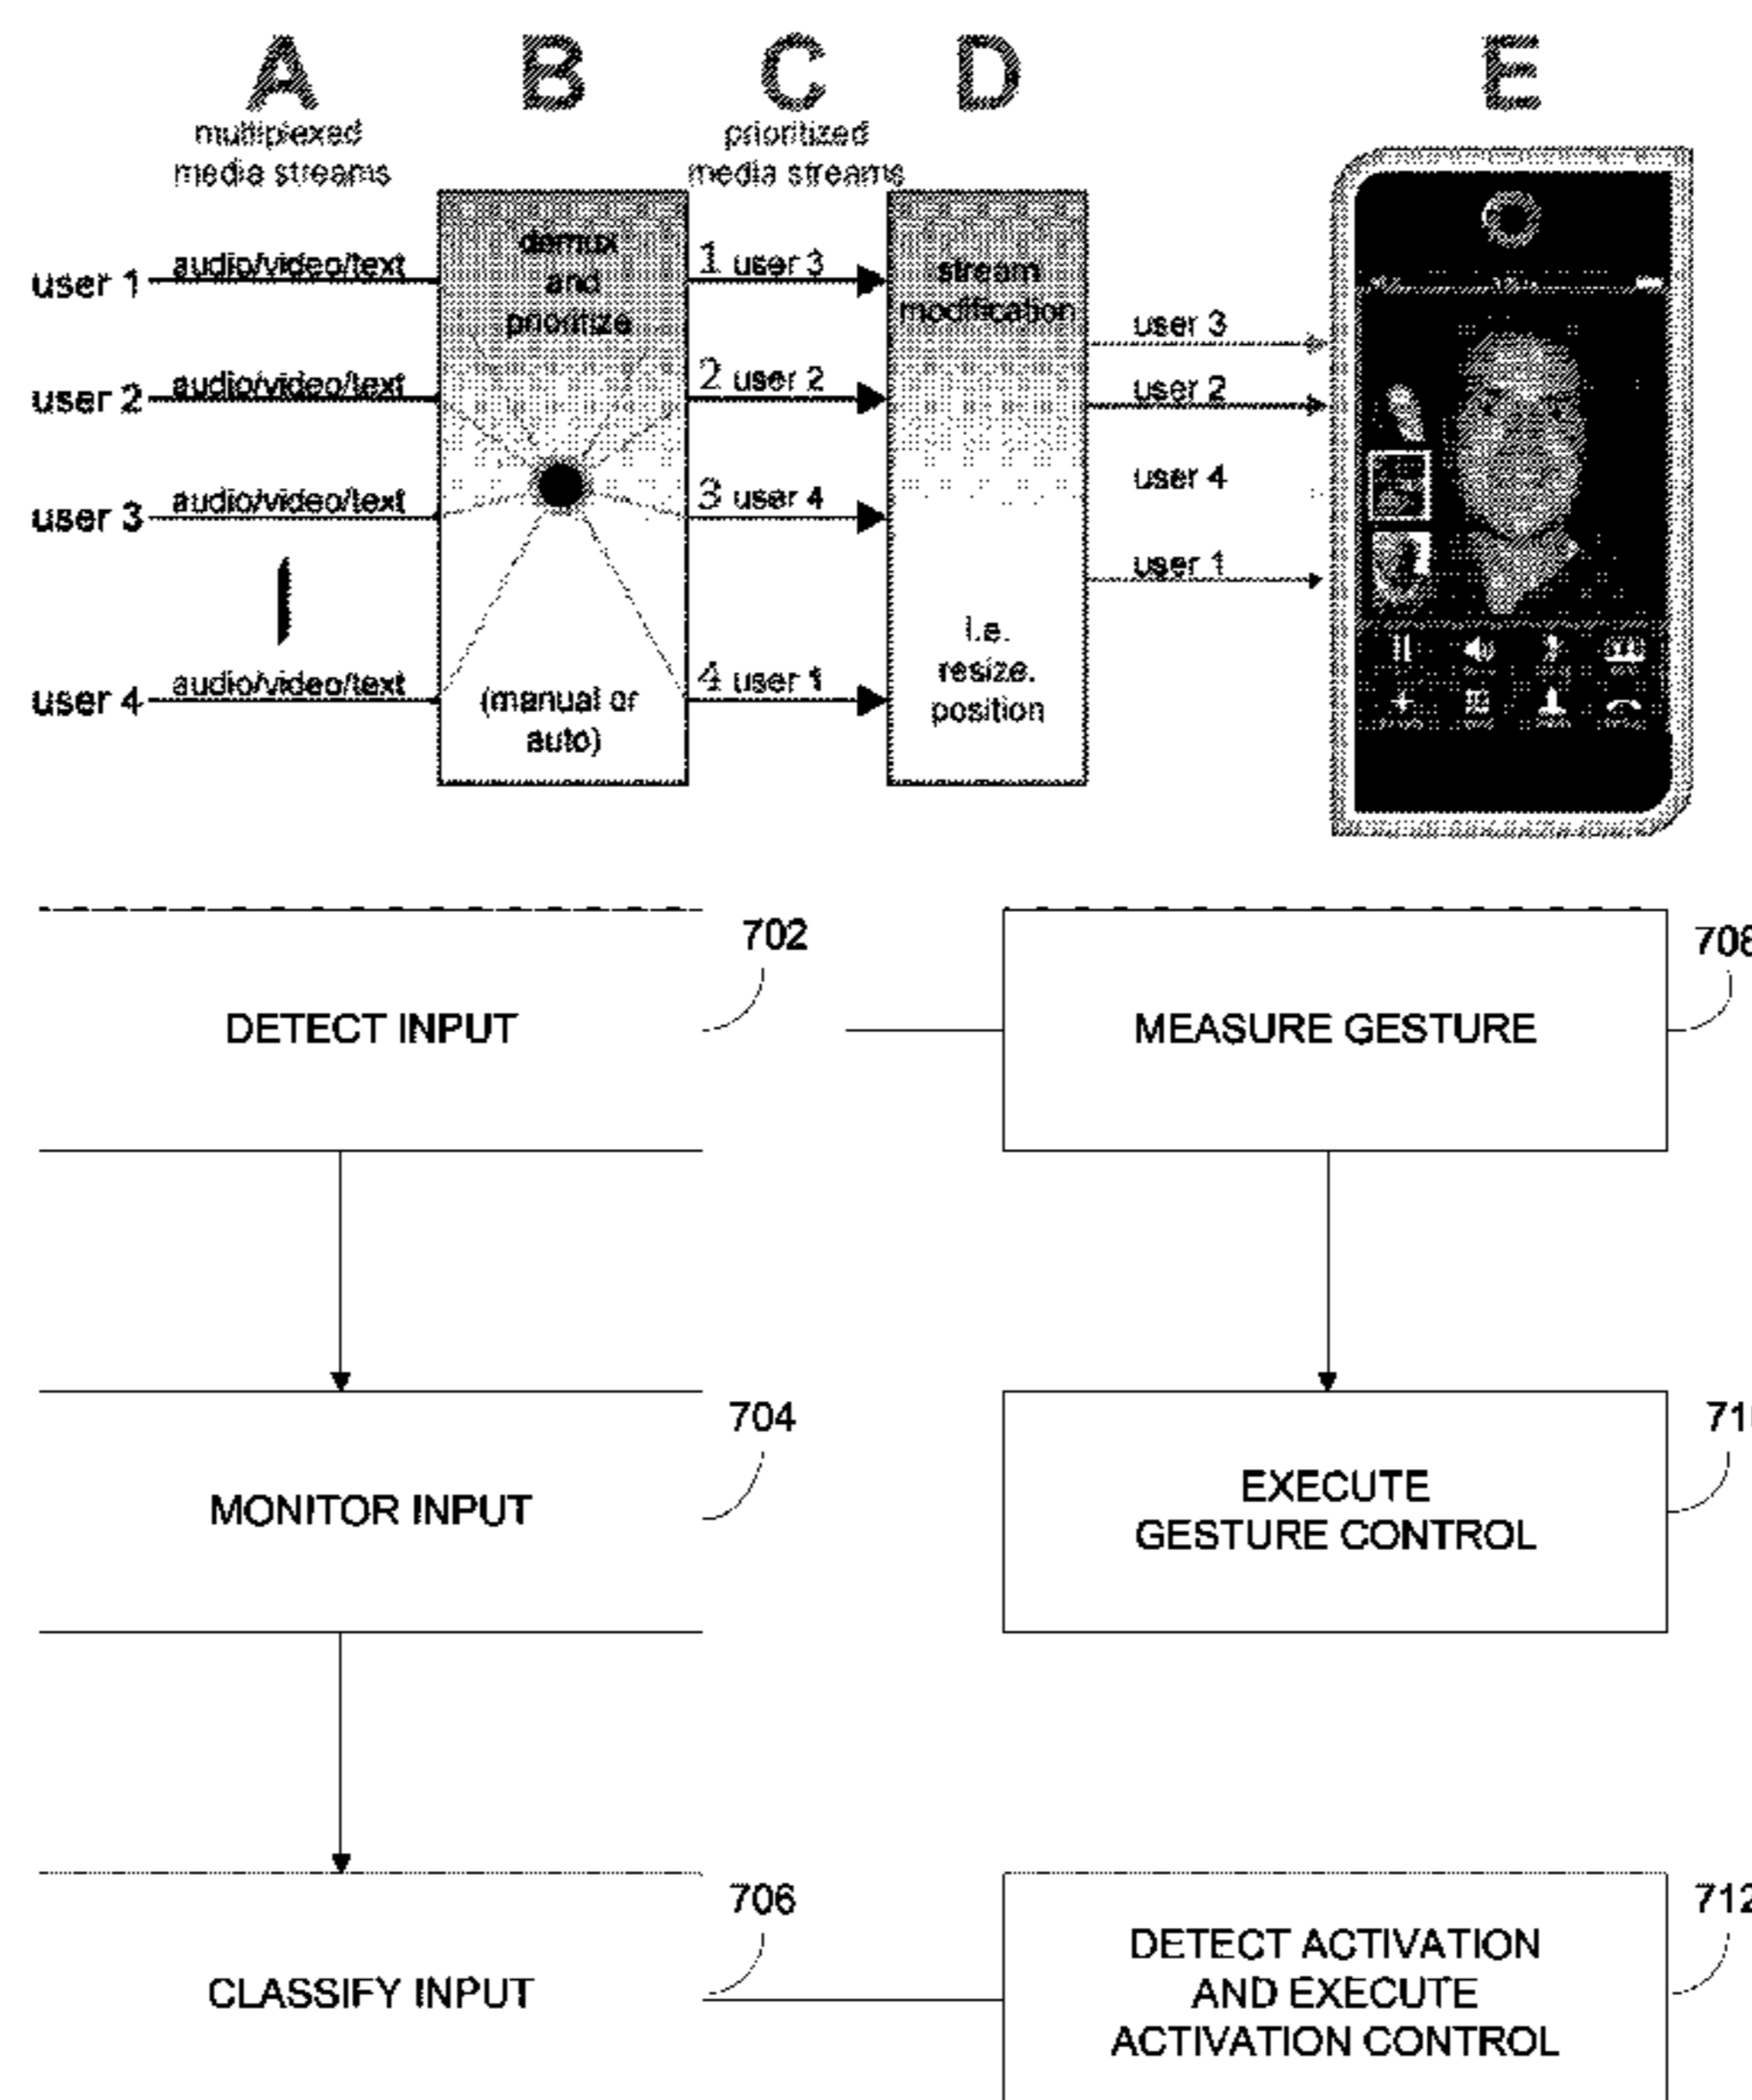 A
B
C
D
E
multiplexed
media streams
prioritized
media streams
user 1
audio/video/text
demux
and
prioritize
1 user 3
stream
modification
user 3
user 2
audio/video/text
2 user 2
user 2
user 3
audio/video/text
3 user 4
user 4
user 1
user 4
audio/video/text
(manual or
auto)
4 user 1
i.e.
resize.
position
702
DETECT INPUT
708
MEASURE GESTURE
704
MONITOR INPUT
EXECUTE
GESTURE CONTROL
706
CLASSIFY INPUT
712
DETECT ACTIVATION
AND EXECUTE
ACTIVATION CONTROL